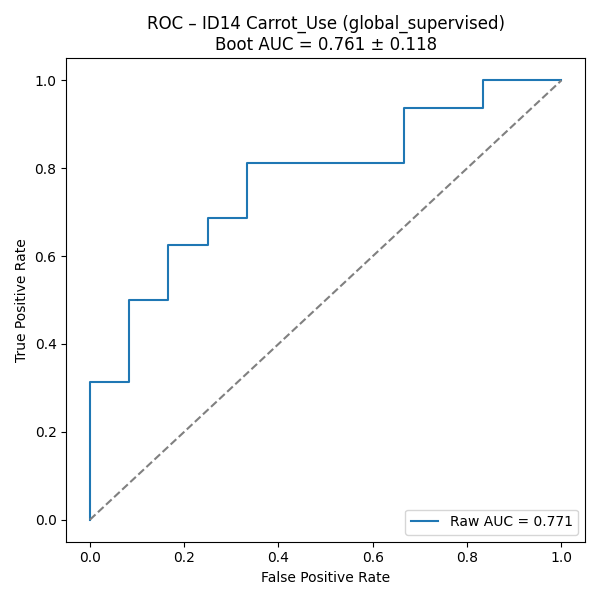 ROC – ID14 Carrot_Use (global_supervised)
Boot AUC = 0.761 ± 0.118
True Positive Rate
1.0
0.8
0.6
0.4
0.2
0.0
Raw AUC = 0.771
0.0 0.2 0.4 0.6 0.8 1.0
False Positive Rate